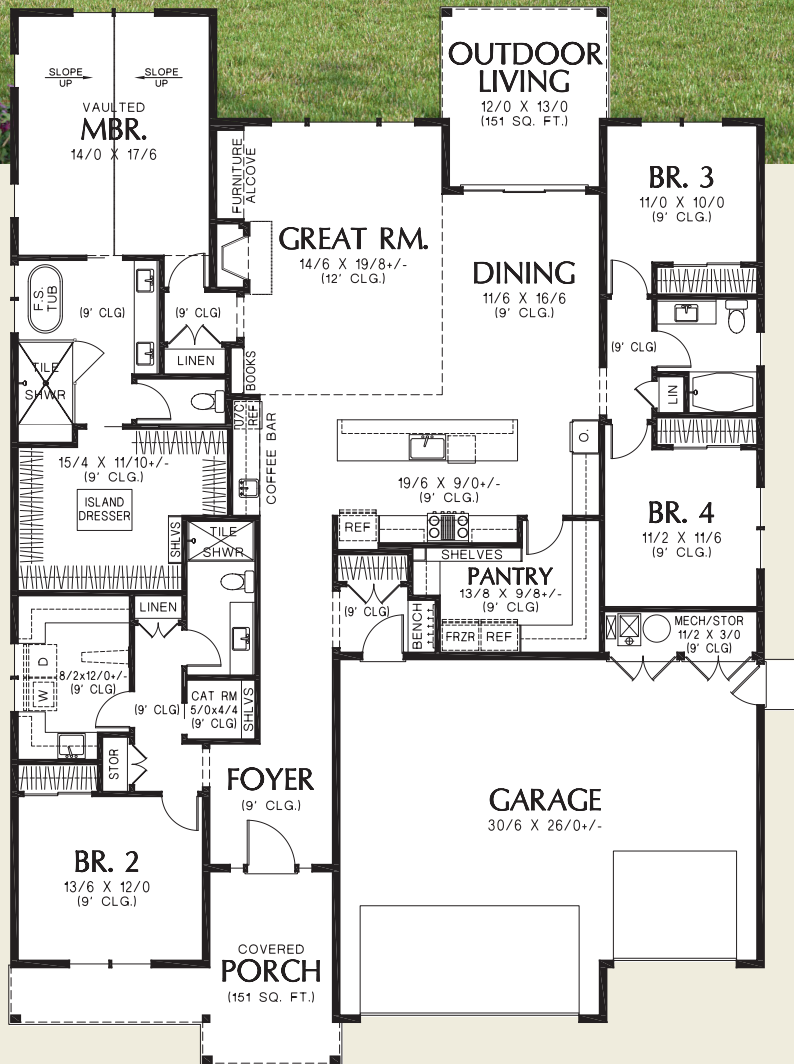 OUTDOOR
LIVING
12/0 X 13/0
(151 SQ. FT.)
SLOPE
UP
SLOPE
UP
VAULTED
MBR.
14/0 X 17/6
FURNITURE
ALCOVE
GREAT RM.
14/6 X 19/8+/-
(12' CLG.)
DINING
11/6 X 16/6
(9' CLG.)
BR. 3
11/0 X 10/0
(9' CLG.)
F.S.
TUB
(9' CLG)
(9' CLG)
LINEN
TILE
SHWR
BOOKS
(9' CLG)
LIN
U/C
REF
COFFEE BAR
15/4 X 11/10+/-
(9' CLG.)
ISLAND
DRESSER
SHLVS
TILE
SHWR
19/6 X 9/0+/-
(9' CLG.)
REF
BR. 4
11/2 X 11/6
(9' CLG.)
SHELVES
PANTRY
13/8 X 9/8+/-
(9' CLG)
FRZR
REF
BENCH
(9' CLG)
LINEN
D
W
8/2x12/0+/-
(9' CLG)
(9' CLG)
CAT RM
5/0x4/4
(9' CLG)
SHLVS
MECH/STOR
11/2 X 3/0
(9' CLG)
STOR
FOYER
(9' CLG.)
GARAGE
30/6 X 26/0+/-
BR. 2
13/6 X 12/0
(9' CLG.)
COVERED
PORCH
(151 SQ. FT.)